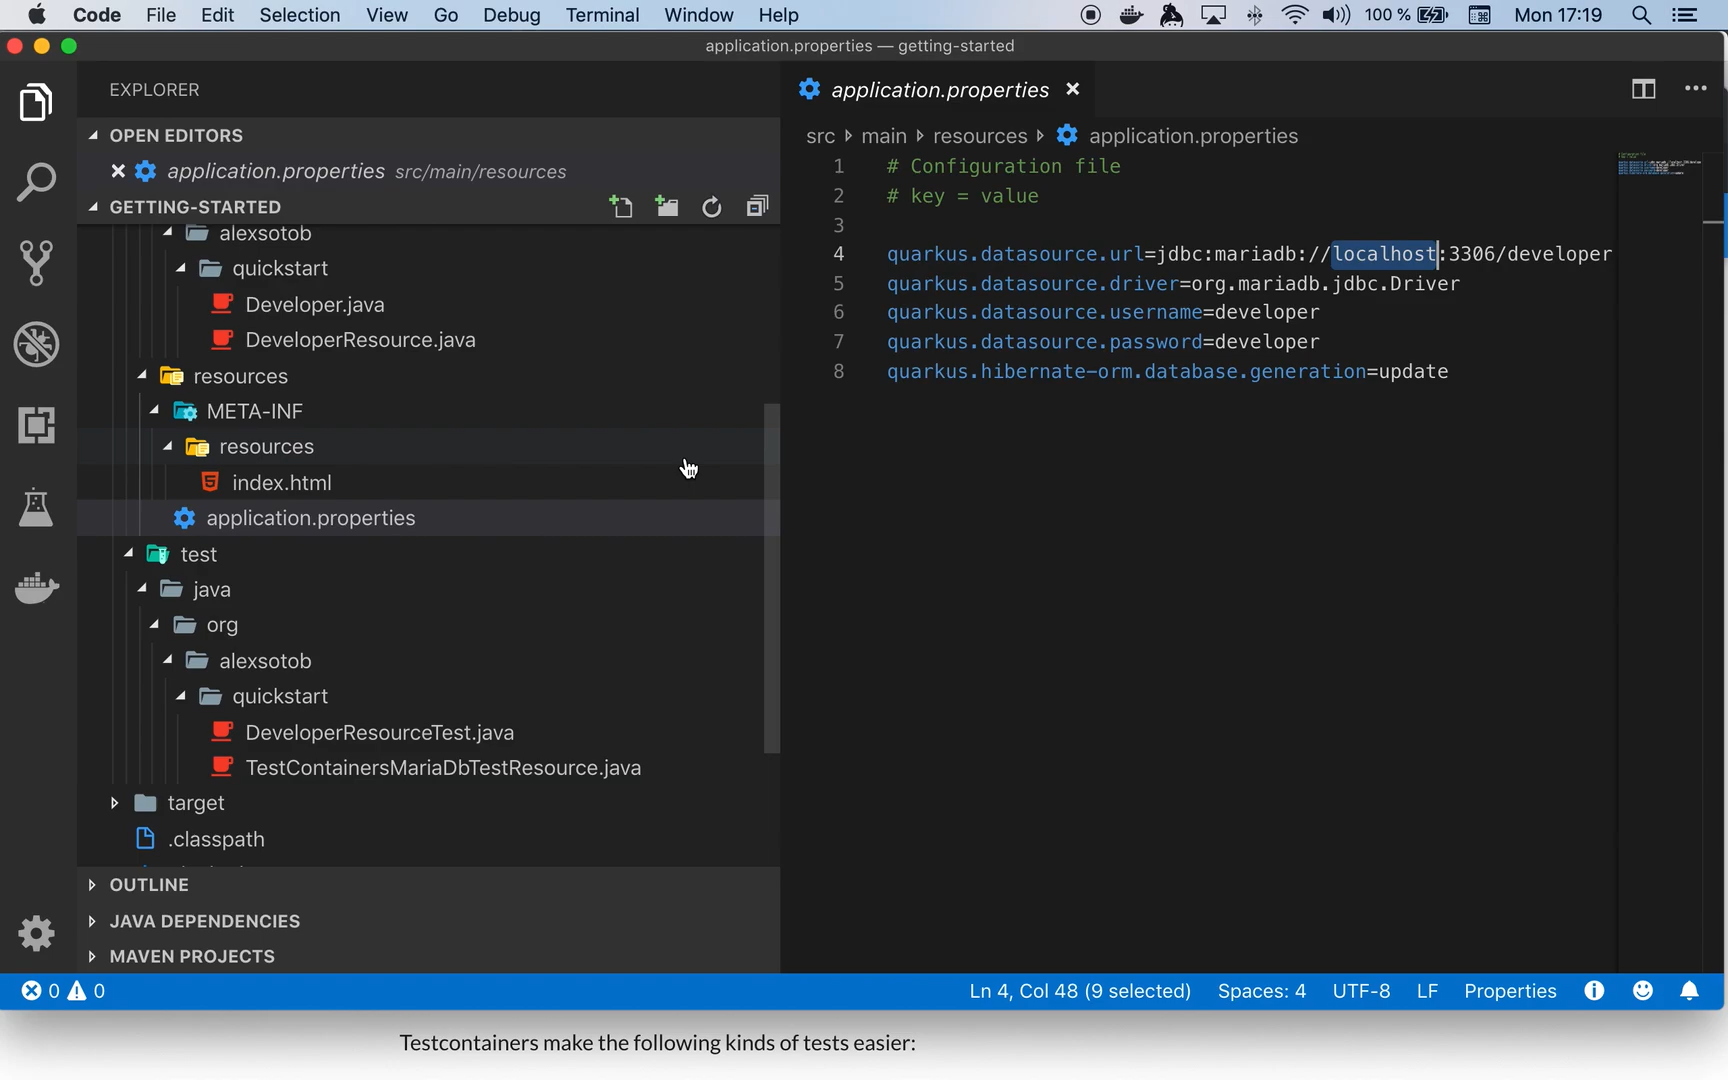 Code File Edit Selection View Go Debug Terminal Window Help 100 % Mon 17:19
application.properties — getting-started
EXPLORER
OPEN EDITORS
application.properties src/main/resources
GETTING-STARTED
alexsotob
quickstart
Developer.java
DeveloperResource.java
resources
META-INF
resources
index.html
application.properties
test
java
org
alexsotob
quickstart
DeveloperResourceTest.java
TestContainersMariaDbTestResource.java
target
.classpath
OUTLINE
JAVA DEPENDENCIES
MAVEN PROJECTS
application.properties
src main resources application.properties
1 # Configuration file
2 # key = value
3
4 quarkus.datasource.url=jdbc:mariadb://localhost:3306/developer
5 quarkus.datasource.driver=org.mariadb.jdbc.Driver
6 quarkus.datasource.username=developer
7 quarkus.datasource.password=developer
8 quarkus.hibernate-orm.database.generation=update
0 0 Ln 4, Col 48 (9 selected) Spaces: 4 UTF-8 LF Properties
Testcontainers make the following kinds of tests easier: